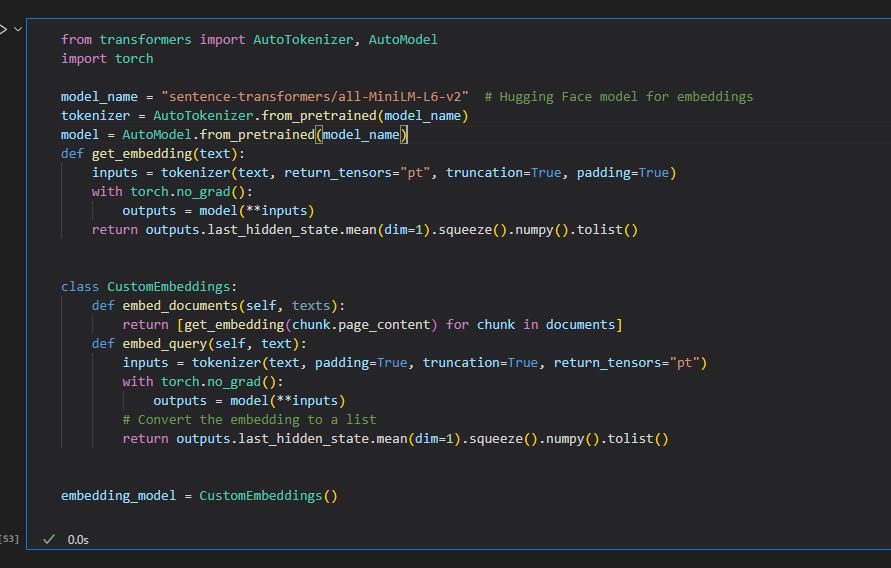 from transformers import AutoTokenizer, AutoModel
import torch

model_name = "sentence-transformers/all-MiniLM-L6-v2"  # Hugging Face model for embeddings
tokenizer = AutoTokenizer.from_pretrained(model_name)
model = AutoModel.from_pretrained(model_name)
def get_embedding(text):
    inputs = tokenizer(text, return_tensors="pt", truncation=True, padding=True)
    with torch.no_grad():
        outputs = model(**inputs)
    return outputs.last_hidden_state.mean(dim=1).squeeze().numpy().tolist()


class CustomEmbeddings:
    def embed_documents(self, texts):
        return [get_embedding(chunk.page_content) for chunk in documents]
    def embed_query(self, text):
        inputs = tokenizer(text, padding=True, truncation=True, return_tensors="pt")
        with torch.no_grad():
            outputs = model(**inputs)
        # Convert the embedding to a list
        return outputs.last_hidden_state.mean(dim=1).squeeze().numpy().tolist()


embedding_model = CustomEmbeddings()
[53] ✓ 0.0s